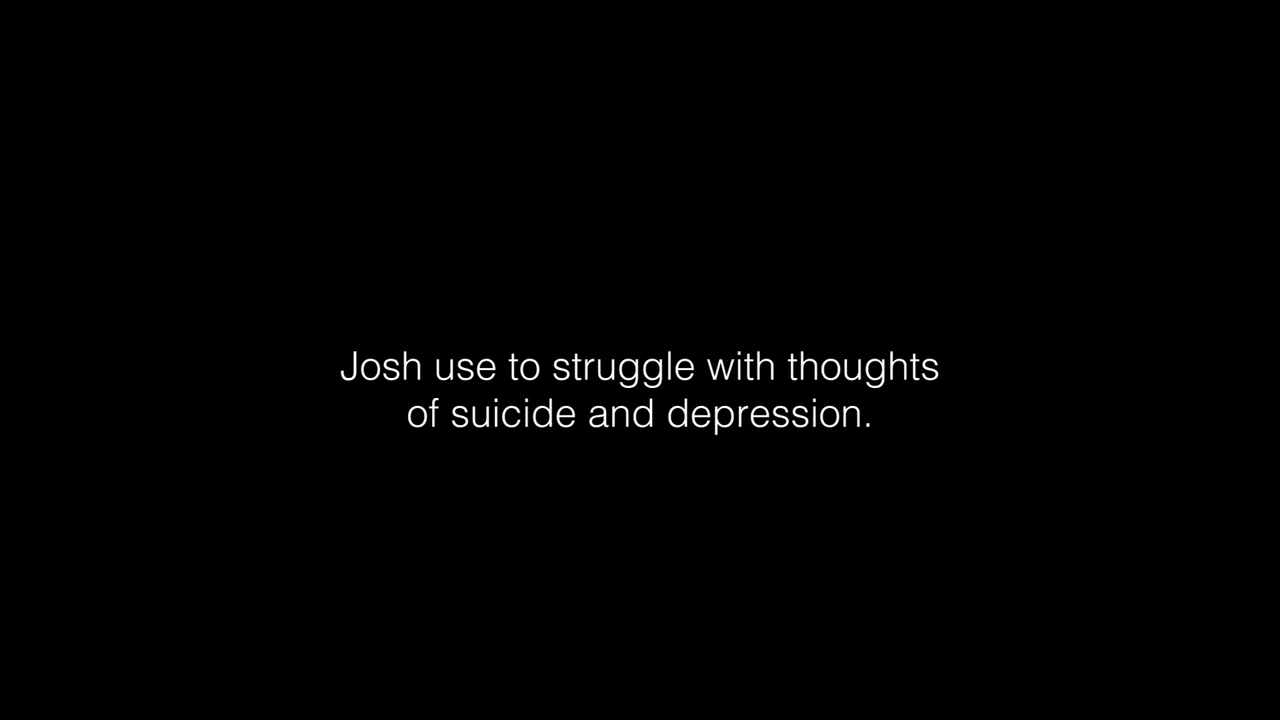 Josh use to struggle with thoughts
of suicide and depression.